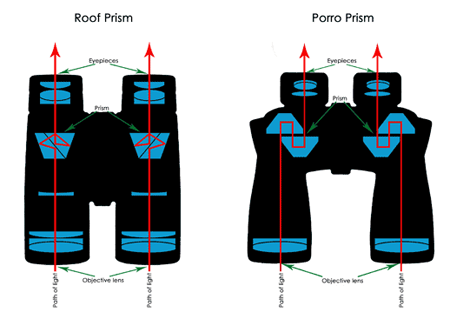 Roof Prism
Porro Prism
Eyepieces
Eyepieces
Prism
Prism
Objective lens
Objective lens
Path of light
Path of light
Path of light
Path of light